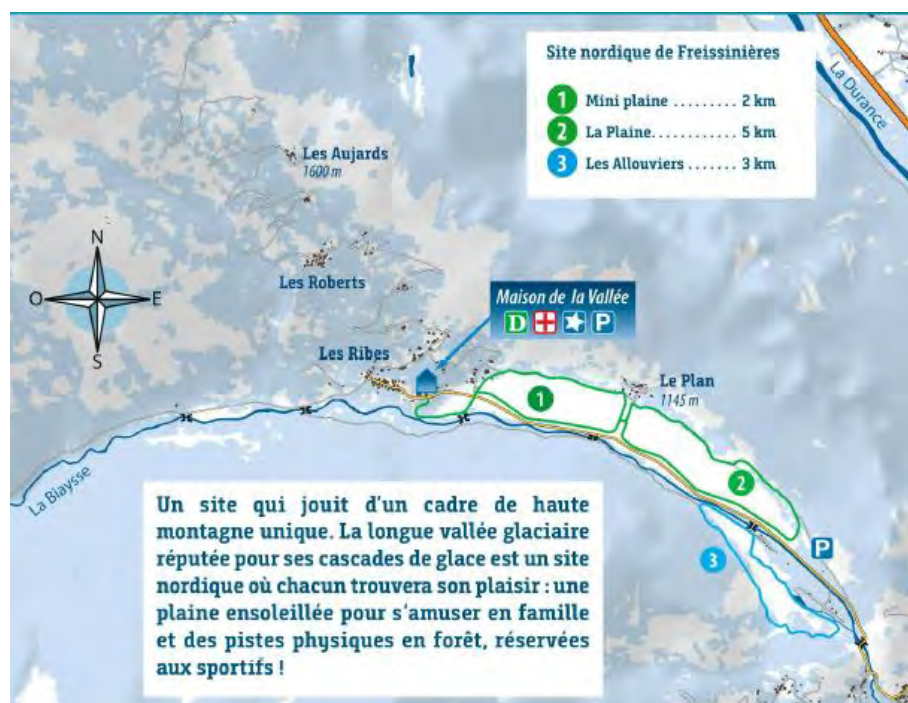 Site nordique de Freissinières
1 Mini plaine ......... 2 km
2 La Plaine.......... 5 km
3 Les Allouviers ....... 3 km
La Durance
Les Aujards
1600 m
N
O
E
S
Les Roberts
Maison de la Vallée
D
P
Les Ribes
Le Plan
1145 m
1
2
P
3
La Biaysse
Un site qui jouit d'un cadre de haute
montagne unique. La longue vallée glaciaire
réputée pour ses cascades de glace est un site
nordique où chacun trouvera son plaisir : une
plaine ensoleillée pour s'amuser en famille
et des pistes physiques en forêt, réservées
aux sportifs !